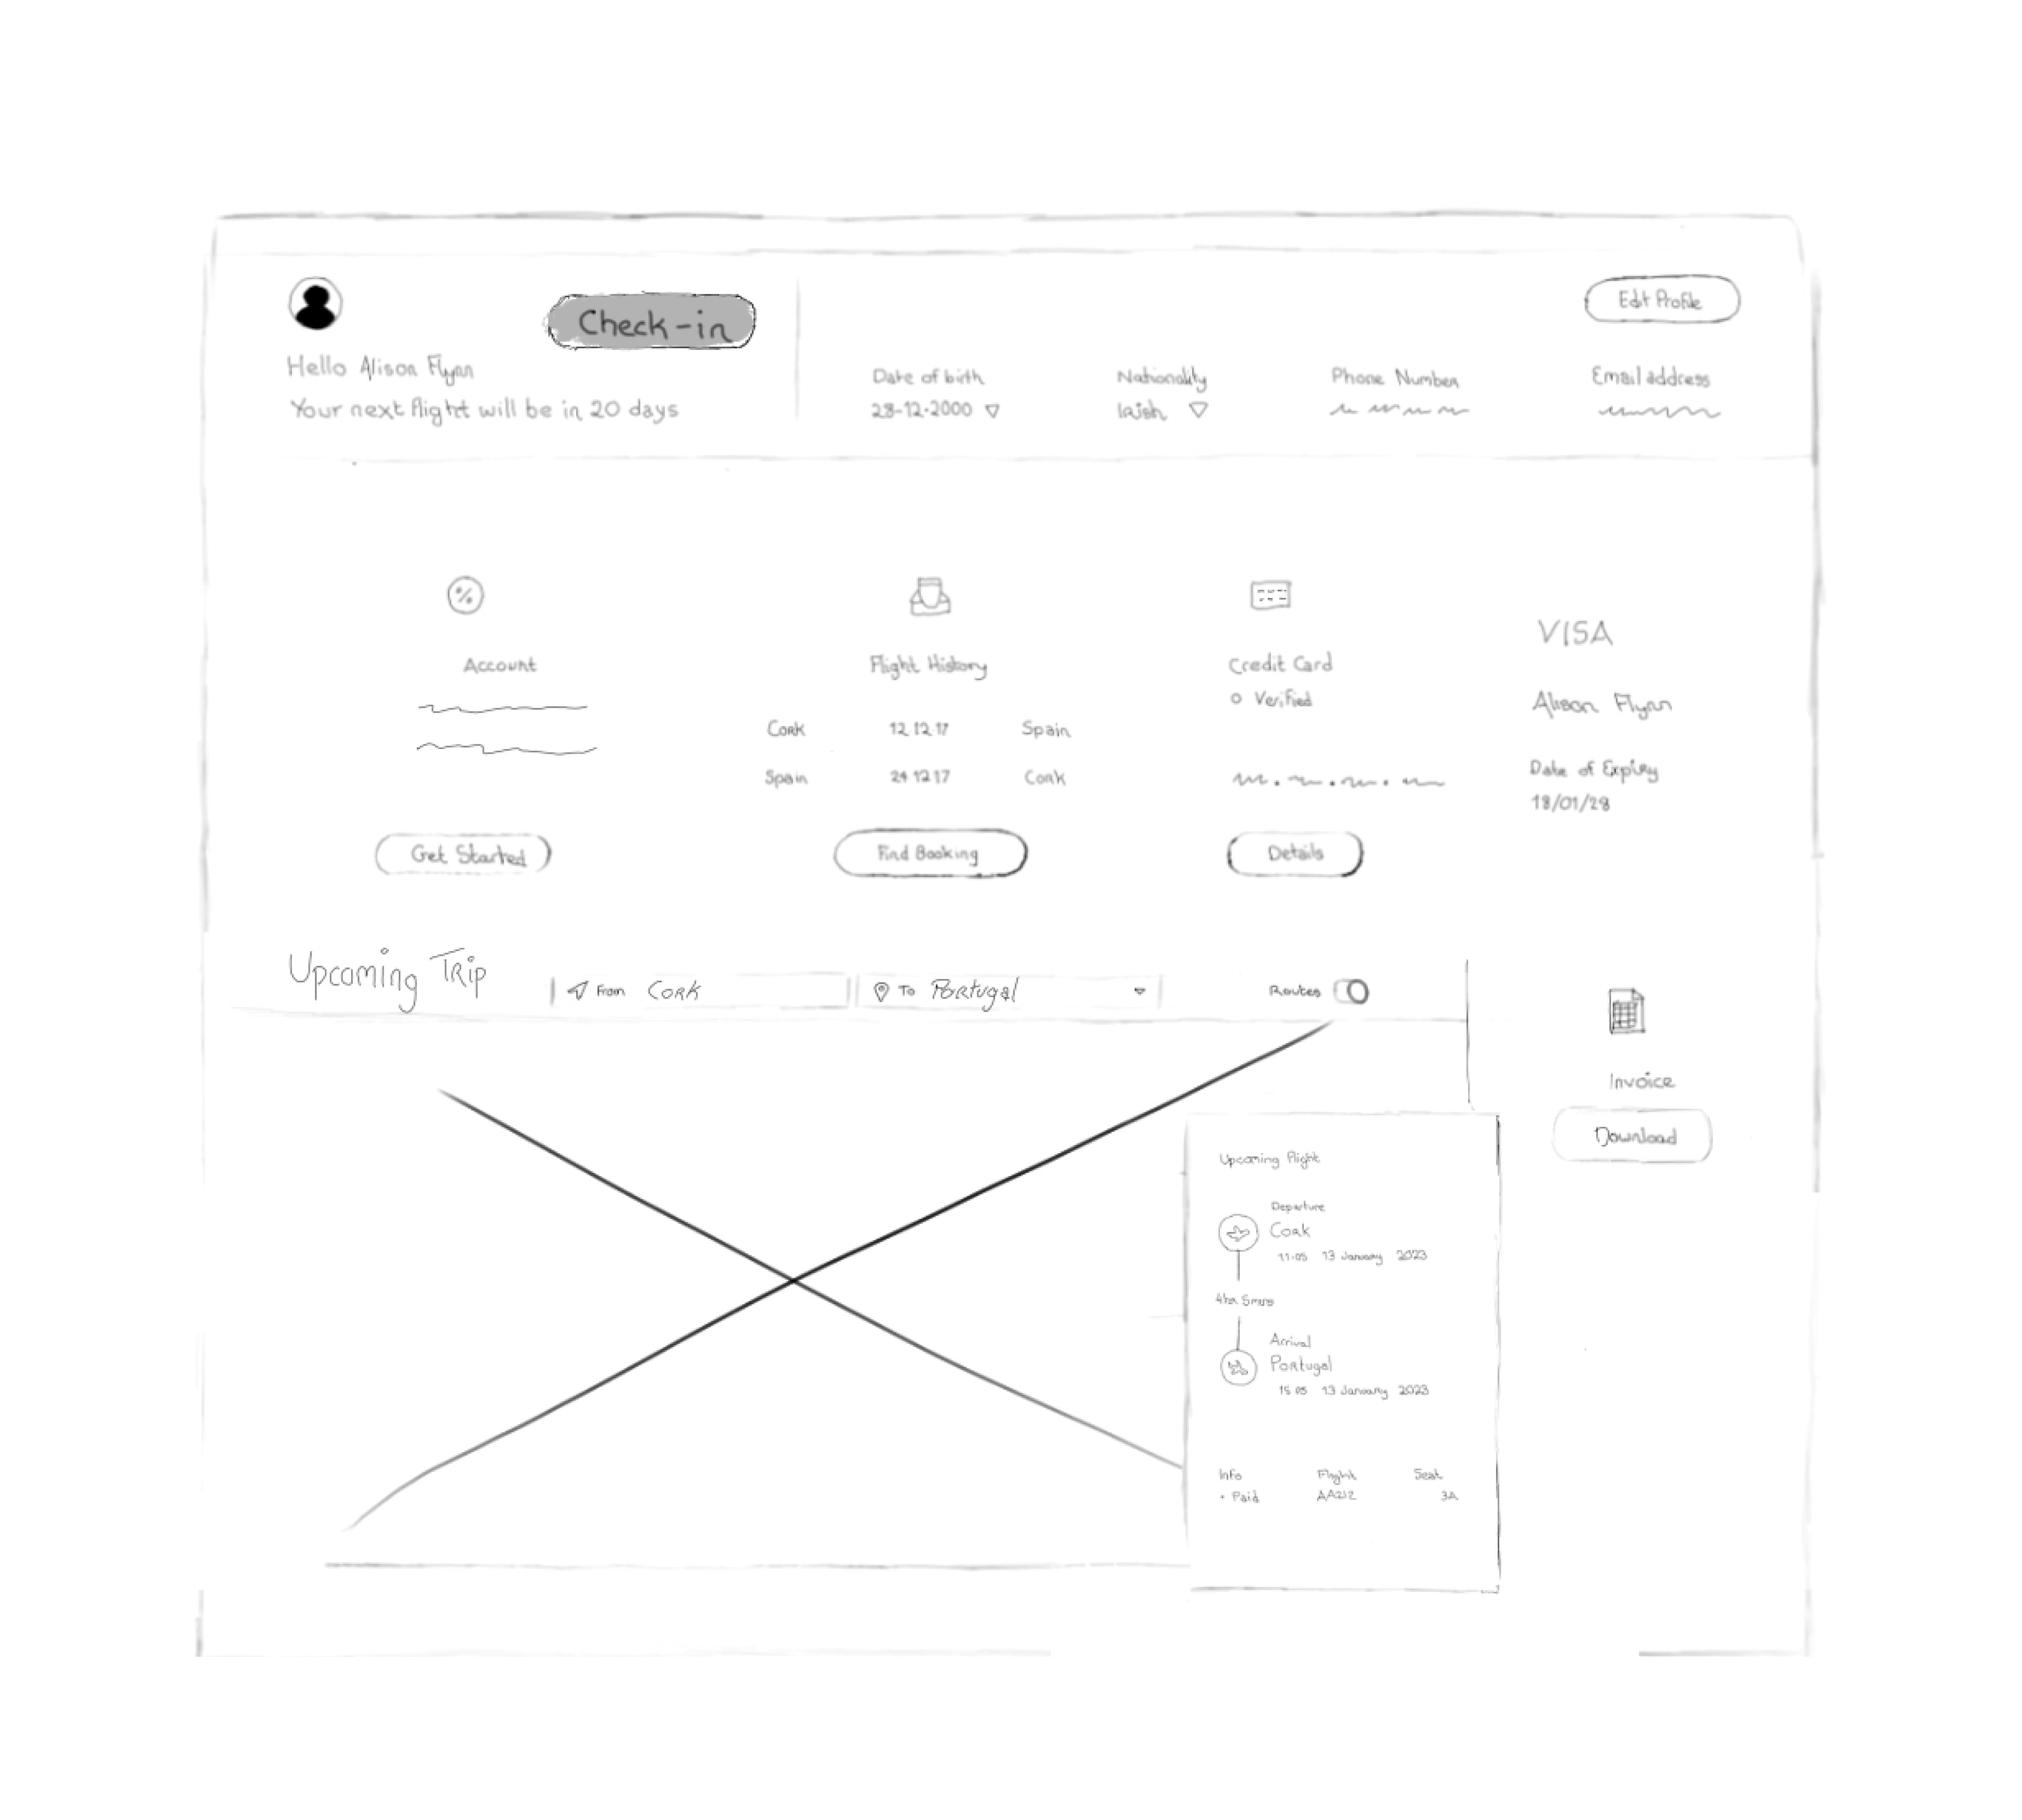 Check-in
Edit Profile
Hello Alison Flynn
Your next flight will be in 20 days
Date of birth
28-12-2000
Nationality
Irish
Phone Number
Email address
%
Account
Get Started
Flight History
Cork 12.12.17 Spain
Spain 24.12.17 Cork
Find Booking
Credit Card
Verified
Details
VISA
Alison Flynn
Date of Expiry
18/01/28
Upcoming Trip
From Cork
To Portugal
Routes
Invoice
Download
Upcoming flight
Departure
Cork
11:05 13 January 2023
4hr 5mins
Arrival
Portugal
15 05 13 January 2023
Info Flight Seat
• Paid AA212 3A